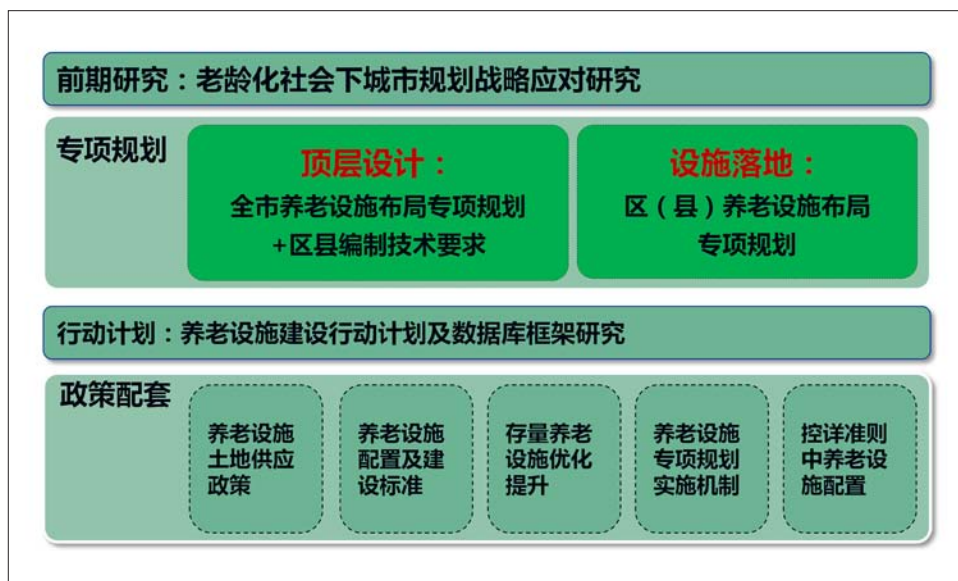 前期研究：老龄化社会下城市规划战略应对研究
专项规划
顶层设计：
全市养老设施布局专项规划
+区县编制技术要求
设施落地：
区（县）养老设施布局
专项规划
行动计划：养老设施建设行动计划及数据库框架研究
政策配套
养老设施
土地供应
政策
养老设施
配置及建
设标准
存量养老
设施优化
提升
养老设施
专项规划
实施机制
控详准则
中养老设
施配置